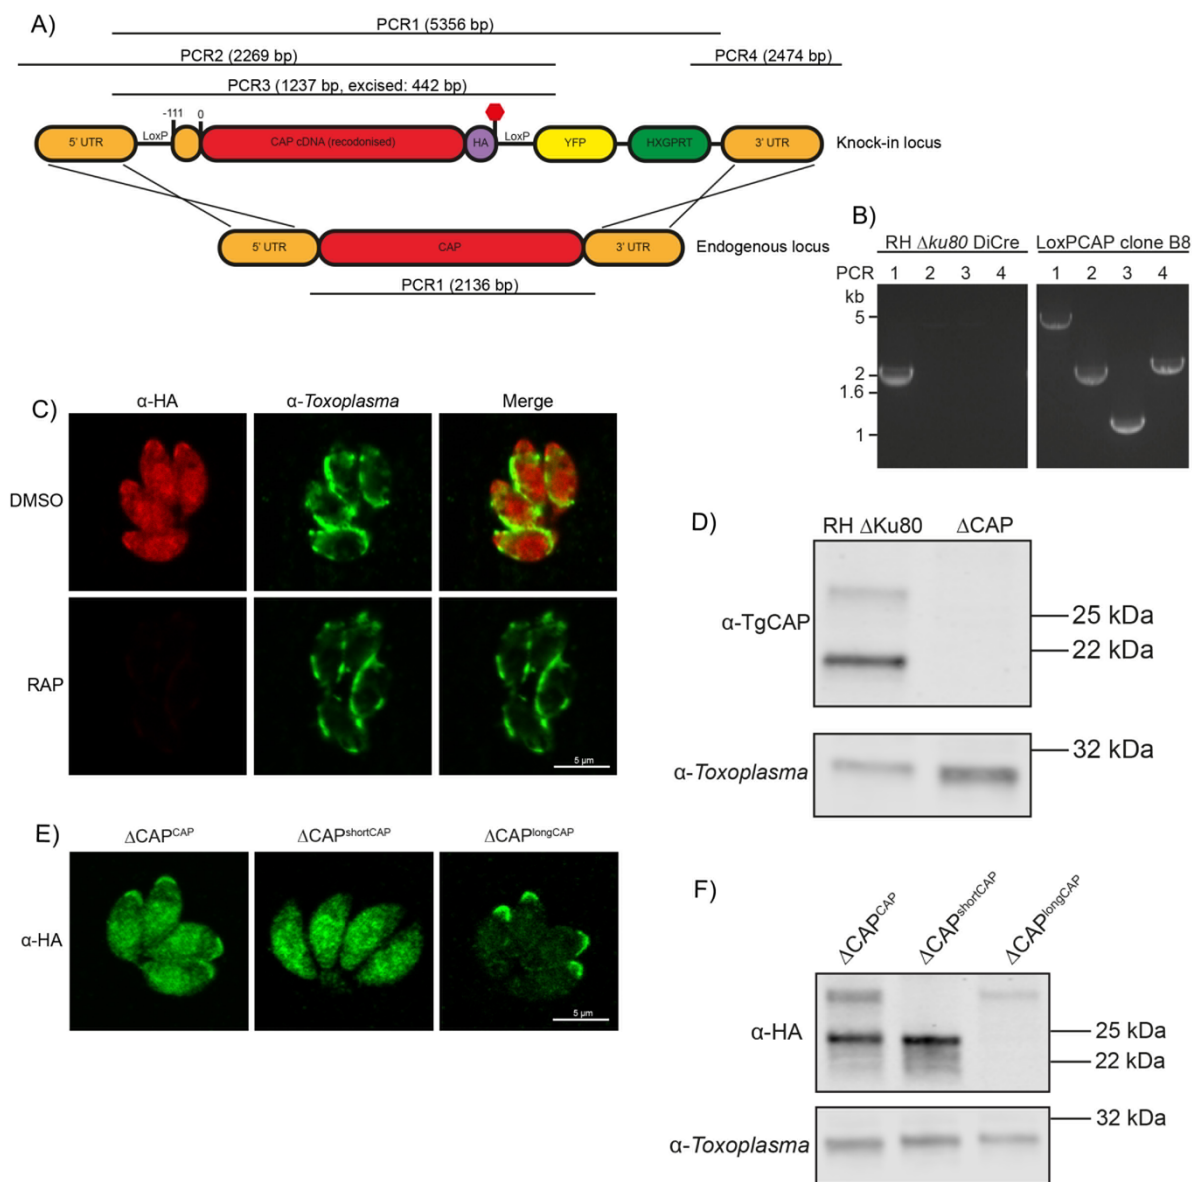 A)
PCR1 (5356 bp)
PCR2 (2269 bp)
PCR4 (2474 bp)
PCR3 (1237 bp, excised: 442 bp)
-111
0
5' UTR
LoxP
CAP cDNA (recodonised)
HA
LoxP
YFP
HXGPRT
3' UTR
Knock-in locus
5' UTR
CAP
3' UTR
Endogenous locus
PCR1 (2136 bp)
B)
RH Δku80 DiCre
LoxPCAP clone B8
PCR 1 2 3 4 1 2 3 4
kb
5
2
1.6
1
C)
α-HA
α-Toxoplasma
Merge
DMSO
RAP
5 µm
D)
RH ΔKu80
ΔCAP
α-TgCAP
25 kDa
22 kDa
α-Toxoplasma
32 kDa
E)
ΔCAPCAP
ΔCAPshortCAP
ΔCAPlongCAP
α-HA
5 µm
F)
ΔCAPCAP
ΔCAPshortCAP
ΔCAPlongCAP
α-HA
25 kDa
22 kDa
α-Toxoplasma
32 kDa